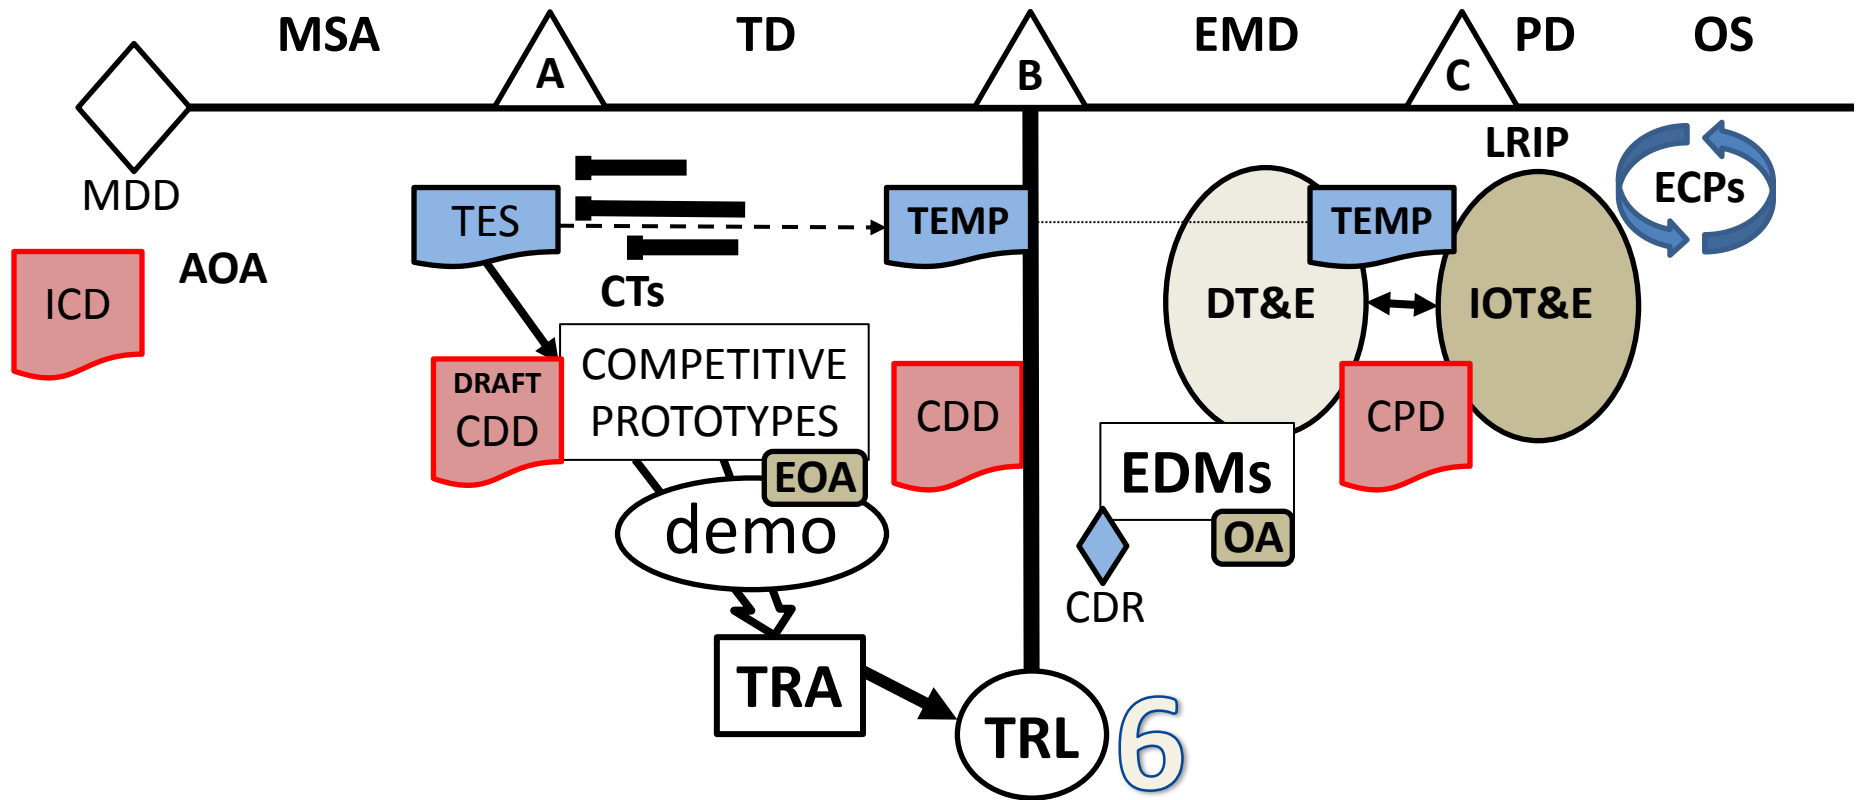 MSA
TD
EMD
PD
OS
A
B
C
MDD
LRIP
ECPs
TES
TEMP
TEMP
AOA
ICD
CTs
DT&E
IOT&E
COMPETITIVE
PROTOTYPES
DRAFT
CDD
CDD
CPD
EOA
EDMs
demo
OA
CDR
TRA
TRL
6